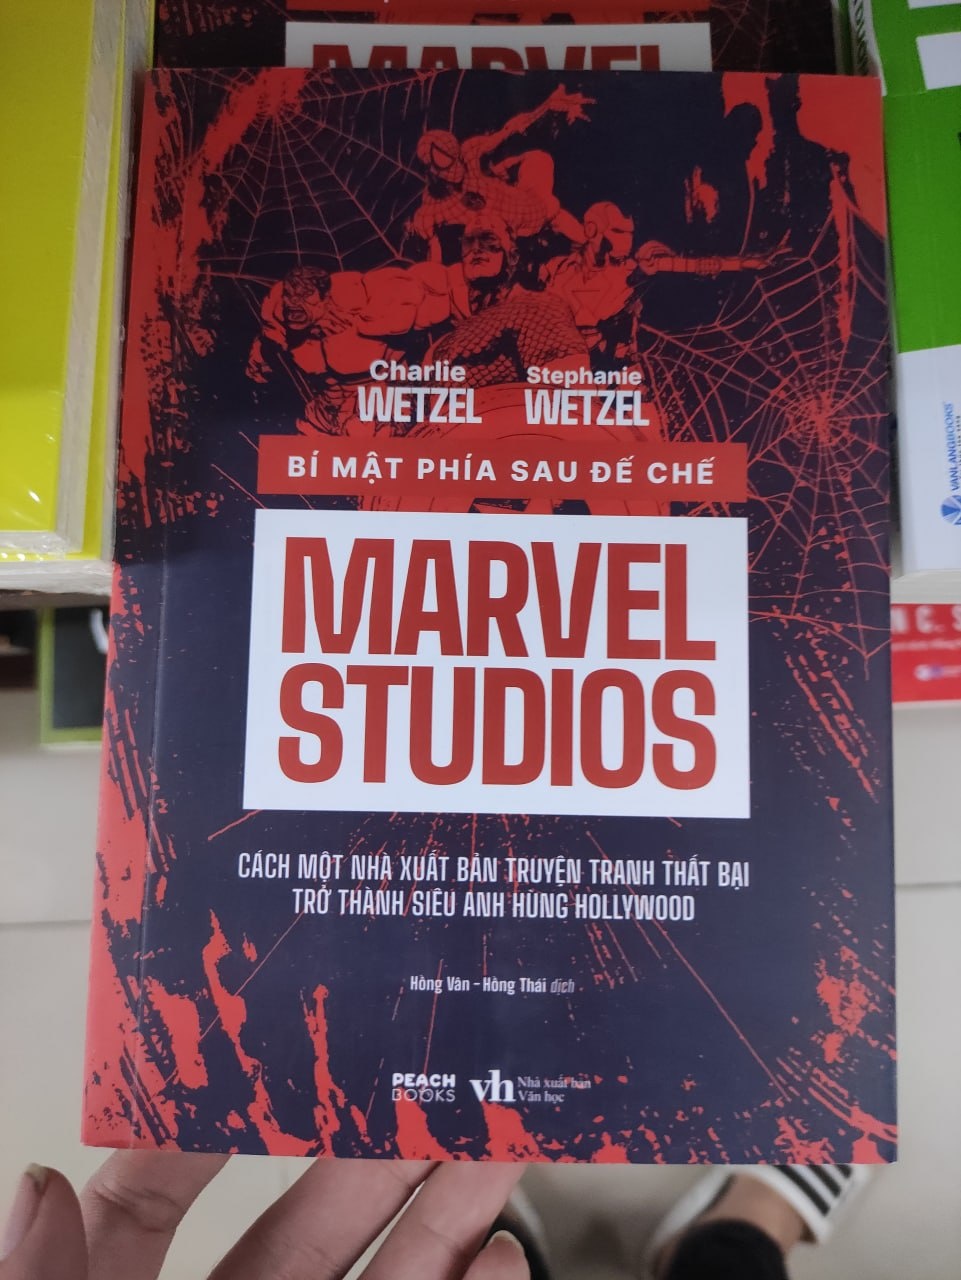 MARVEL
Charlie
WETZEL
Stephanie
WETZEL
BÍ MẬT PHÍA SAU ĐẾ CHẾ
MARVEL
STUDIOS
CÁCH MỘT NHÀ XUẤT BẢN TRUYỆN TRANH THẤT BẠI
TRỞ THÀNH SIÊU ANH HÙNG HOLLYWOOD
Hồng Vân - Hồng Thái dịch
PEACH
BOOKS
vh
Nhà xuất bản
Văn học
VANLANGBOOKS
N C. S